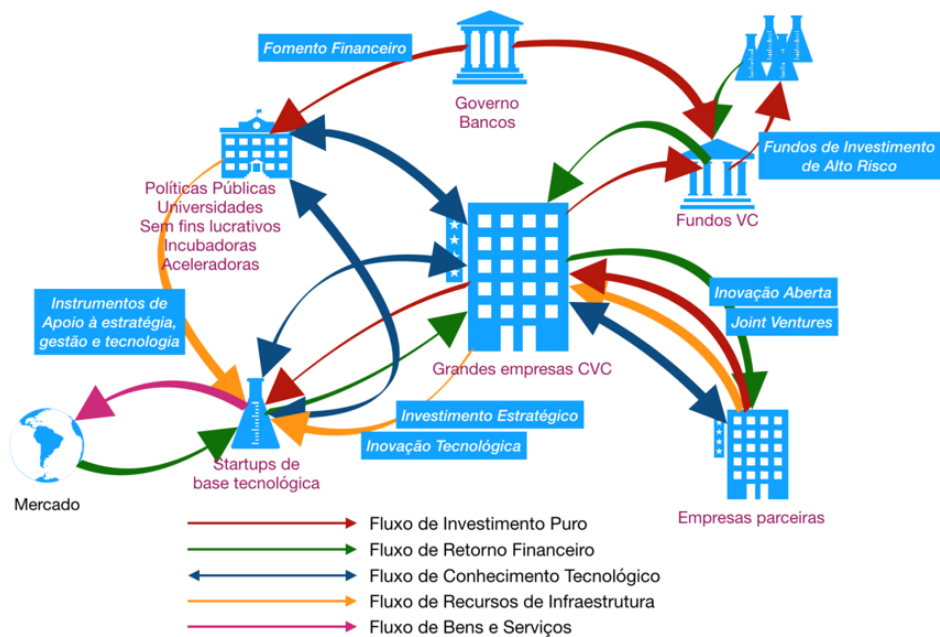 Fomento Financeiro
Governo
Bancos
Fundos de Investimento
de Alto Risco
Fundos VC
Políticas Públicas
Universidades
Sem fins lucrativos
Incubadoras
Aceleradoras
Instrumentos de
Apoio à estratégia,
gestão e tecnologia
Inovação Aberta
Joint Ventures
Grandes empresas CVC
Investimento Estratégico
Inovação Tecnológica
Startups de
base tecnológica
Mercado
Empresas parceiras
Fluxo de Investimento Puro
Fluxo de Retorno Financeiro
Fluxo de Conhecimento Tecnológico
Fluxo de Recursos de Infraestrutura
Fluxo de Bens e Serviços